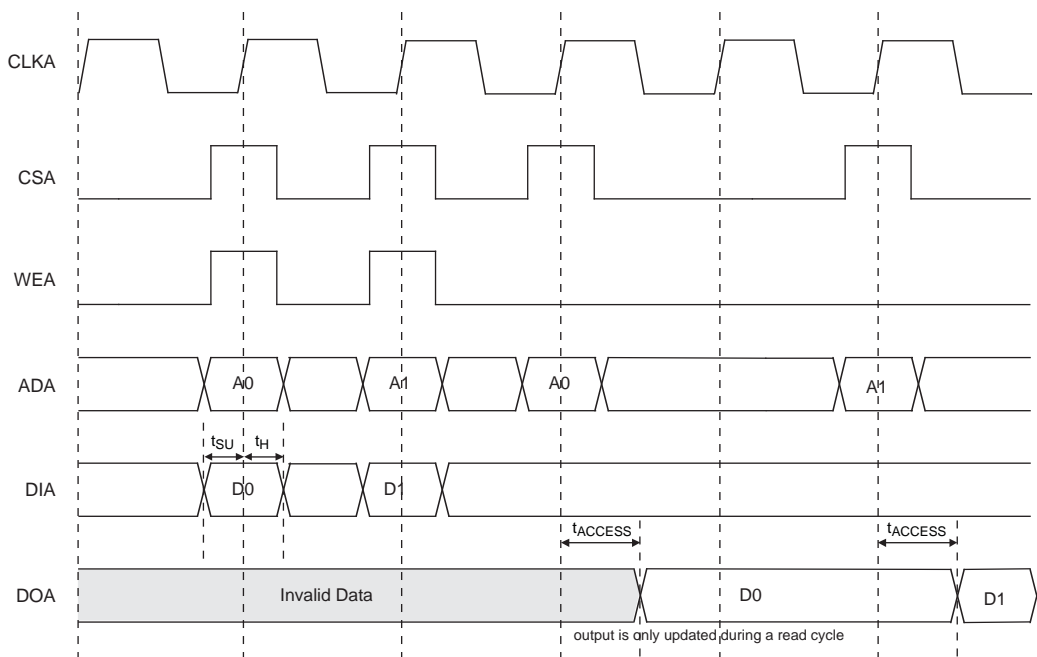 CLKA
CSA
WEA
ADA A0 A1 A0 A1
tSU tH
DIA D0 D1
tACCESS tACCESS
DOA Invalid Data D0 D1
output is only updated during a read cycle